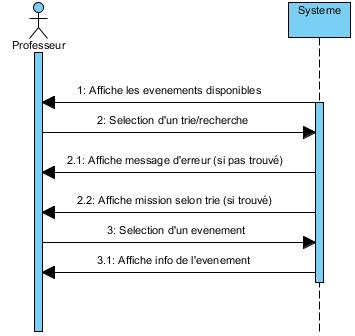 Professeur
Systeme
1: Affiche les evenements disponibles
2: Selection d'un trie/recherche
2.1: Affiche message d'erreur (si pas trouvé)
2.2: Affiche mission selon trie (si trouvé)
3: Selection d'un evenement
3.1: Affiche info de l'evenement